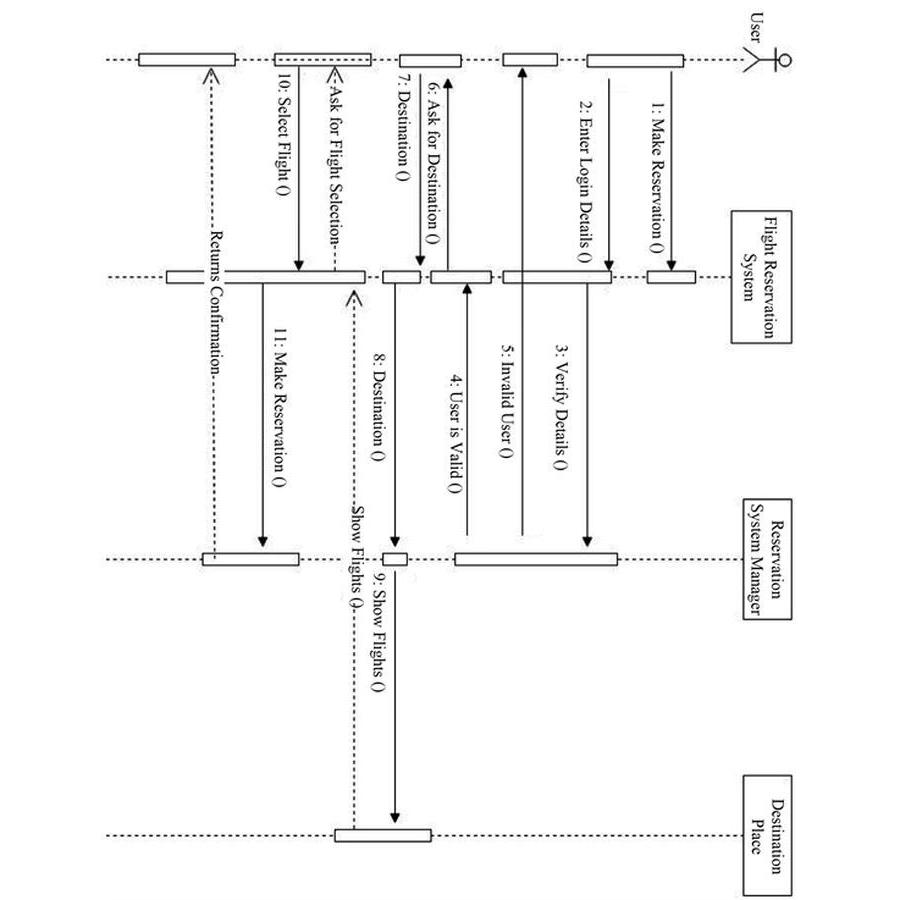 User
Flight Reservation
System
Reservation
System Manager
Destination
Place
1: Make Reservation ()
2: Enter Login Details ()
3: Verify Details ()
5: Invalid User ()
4: User is Valid ()
6: Ask for Destination ()
7: Destination ()
8: Destination ()
9: Show Flights ()
Show Flights ()
Ask for Flight Selection
10: Select Flight ()
11: Make Reservation ()
Returns Confirmation